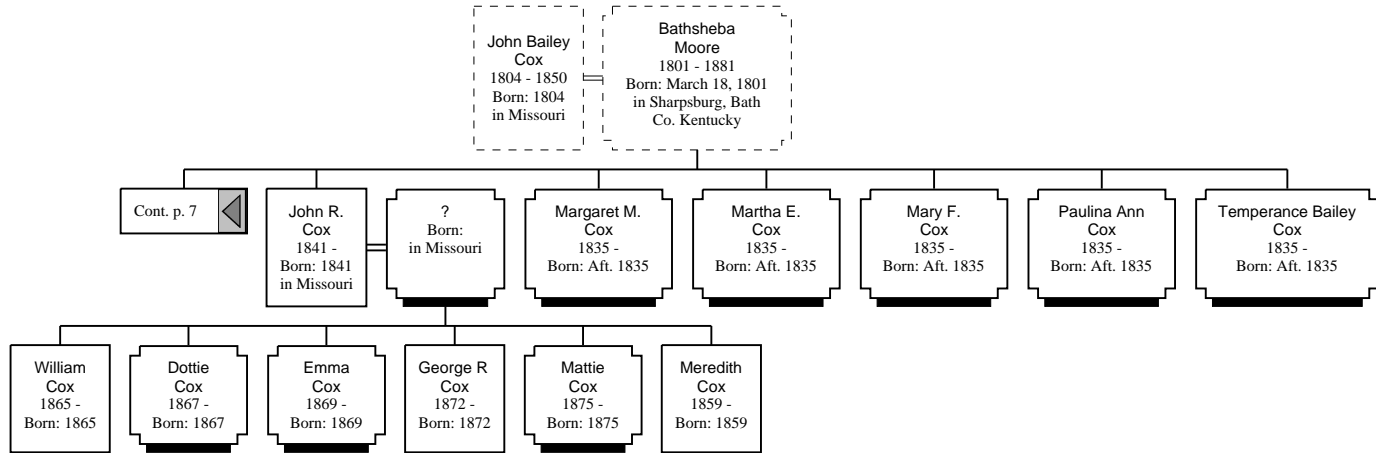 John Bailey
Cox
1804 - 1850
Born: 1804
in Missouri
Bathsheba
Moore
1801 - 1881
Born: March 18, 1801
in Sharpsburg, Bath
Co. Kentucky
Cont. p. 7
John R.
Cox
1841 -
Born: 1841
in Missouri
?
Born:
in Missouri
Margaret M.
Cox
1835 -
Born: Aft. 1835
Martha E.
Cox
1835 -
Born: Aft. 1835
Mary F.
Cox
1835 -
Born: Aft. 1835
Paulina Ann
Cox
1835 -
Born: Aft. 1835
Temperance Bailey
Cox
1835 -
Born: Aft. 1835
William
Cox
1865 -
Born: 1865
Dottie
Cox
1867 -
Born: 1867
Emma
Cox
1869 -
Born: 1869
George R
Cox
1872 -
Born: 1872
Mattie
Cox
1875 -
Born: 1875
Meredith
Cox
1859 -
Born: 1859